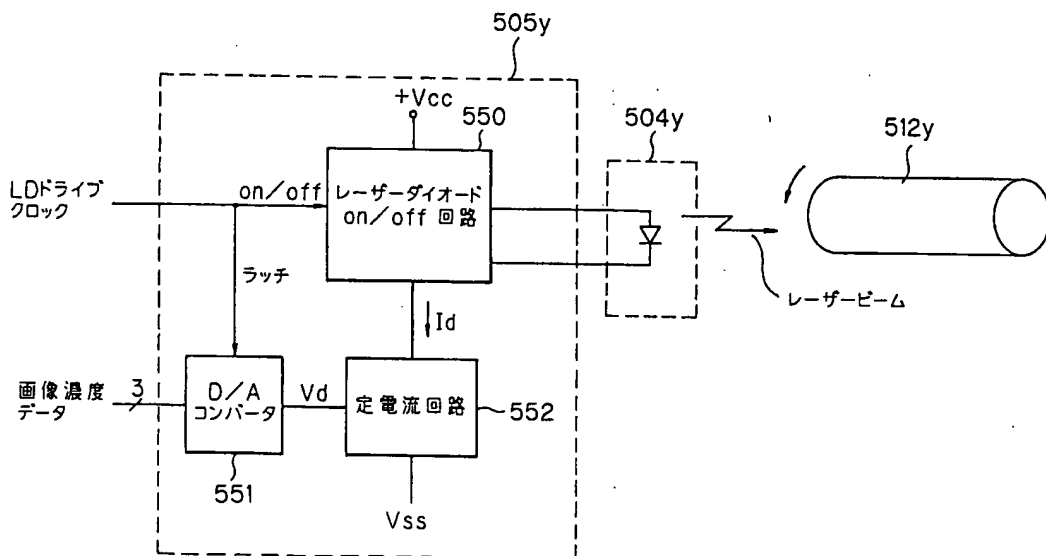 505y
+Vcc
550
504y
512y
LDドライブ
クロック
on/off
レーザーダイオード
on/off 回路
ラッチ
Id
レーザービーム
画像濃度
データ
3
D/A
コンバータ
Vd
定電流回路
552
551
Vss